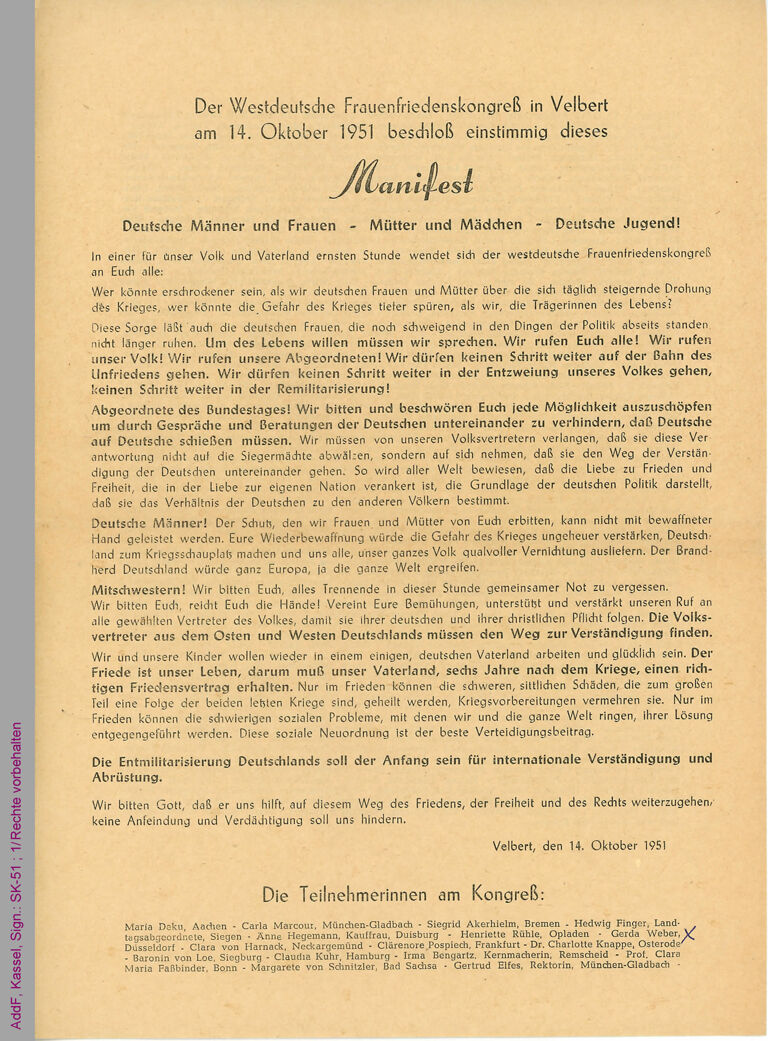 Der Westdeutsche Frauenfriedenskongreß in Velbert
am 14. Oktober 1951 beschloß einstimmig dieses
Manifest
Deutsche Männer und Frauen - Mütter und Mädchen - Deutsche Jugend!
In einer für unser Volk und Vaterland ernsten Stunde wendet sich der westdeutsche Frauenfriedenskongreß
an Euch alle:
Wer könnte erschrockener sein, als wir deutschen Frauen und Mütter über die sich täglich steigernde Drohung
des Krieges, wer könnte die Gefahr des Krieges tiefer spüren, als wir, die Trägerinnen des Lebens?
Diese Sorge läßt auch die deutschen Frauen, die noch schweigend in den Dingen der Politik abseits standen,
nicht länger ruhen. Um des Lebens willen müssen wir sprechen. Wir rufen Euch alle! Wir rufen
unser Volk! Wir rufen unsere Abgeordneten! Wir dürfen keinen Schritt weiter auf der Bahn des
Unfriedens gehen. Wir dürfen keinen Schritt weiter in der Entzweiung unseres Volkes gehen,
keinen Schritt weiter in der Remilitarisierung!
Abgeordnete des Bundestages! Wir bitten und beschwören Euch jede Möglichkeit auszuschöpfen
um durch Gespräche und Beratungen der Deutschen untereinander zu verhindern, daß Deutsche
auf Deutsche schießen müssen. Wir müssen von unseren Volksvertretern verlangen, daß sie diese Ver
antwortung nicht auf die Siegermächte abwälzen, sondern auf sich nehmen, daß sie den Weg der Verstän-
digung der Deutschen untereinander gehen. So wird aller Welt bewiesen, daß die Liebe zu Frieden und
Freiheit, die in der Liebe zur eigenen Nation verankert ist, die Grundlage der deutschen Politik darstellt,
daß sie das Verhältnis der Deutschen zu den anderen Völkern bestimmt.
Deutsche Männer! Der Schutz, den wir Frauen und Mütter von Euch erbitten, kann nicht mit bewaffneter
Hand geleistet werden. Eure Wiederbewaffnung würde die Gefahr des Krieges ungeheuer verstärken, Deutsch-
land zum Kriegsschauplatz machen und uns alle, unser ganzes Volk qualvoller Vernichtung ausliefern. Der Brand-
herd Deutschland würde ganz Europa, ja die ganze Welt ergreifen.
Mitschwestern! Wir bitten Euch, alles Trennende in dieser Stunde gemeinsamer Not zu vergessen.
Wir bitten Euch, reicht Euch die Hände! Vereint Eure Bemühungen, unterstützt und verstärkt unseren Ruf an
alle gewählten Vertreter des Volkes, damit sie ihrer deutschen und ihrer christlichen Pflicht folgen. Die Volks-
vertreter aus dem Osten und Westen Deutschlands müssen den Weg zur Verständigung finden.
Wir und unsere Kinder wollen wieder in einem einigen, deutschen Vaterland arbeiten und glücklich sein. Der
Friede ist unser Leben, darum muß unser Vaterland, sechs Jahre nach dem Kriege, einen rich-
tigen Friedensvertrag erhalten. Nur im Frieden können die schweren, sittlichen Schäden, die zum großen
Teil eine Folge der beiden letzten Kriege sind, geheilt werden, Kriegsvorbereitungen vermehren sie. Nur im
Frieden können die schwierigen sozialen Probleme, mit denen wir und die ganze Welt ringen, ihrer Lösung
entgegengeführt werden. Diese soziale Neuordnung ist der beste Verteidigungsbeitrag.
Die Entmilitarisierung Deutschlands soll der Anfang sein für internationale Verständigung und
Abrüstung.
Wir bitten Gott, daß er uns hilft, auf diesem Weg des Friedens, der Freiheit und des Rechts weiterzugehen,
keine Anfeindung und Verdächtigung soll uns hindern.
Velbert, den 14. Oktober 1951
Die Teilnehmerinnen am Kongreß:
Maria Deku, Aachen - Carla Marcour, München-Gladbach - Siegrid Akerhielm, Bremen - Hedwig Finger, Land-
tagsabgeordnete, Siegen - Änne Hegemann, Kauffrau, Duisburg - Henriette Rühle, Opladen - Gerda Weber,
Düsseldorf - Clara von Harnack, Neckargemünd - Clärenore Pospiech, Frankfurt - Dr. Charlotte Knappe, Osterode
- Baronin von Loe, Siegburg - Claudia Kuhr, Hamburg - Irma Bengartz, Kernmacherin, Remscheid - Prof. Clara
Maria Faßbinder, Bonn - Margarete von Schnitzler, Bad Sachsa - Gertrud Elfes, Rektorin, München-Gladbach -
AddF, Kassel, Sign.: SK-51 ; 1/Rechte vorbehalten